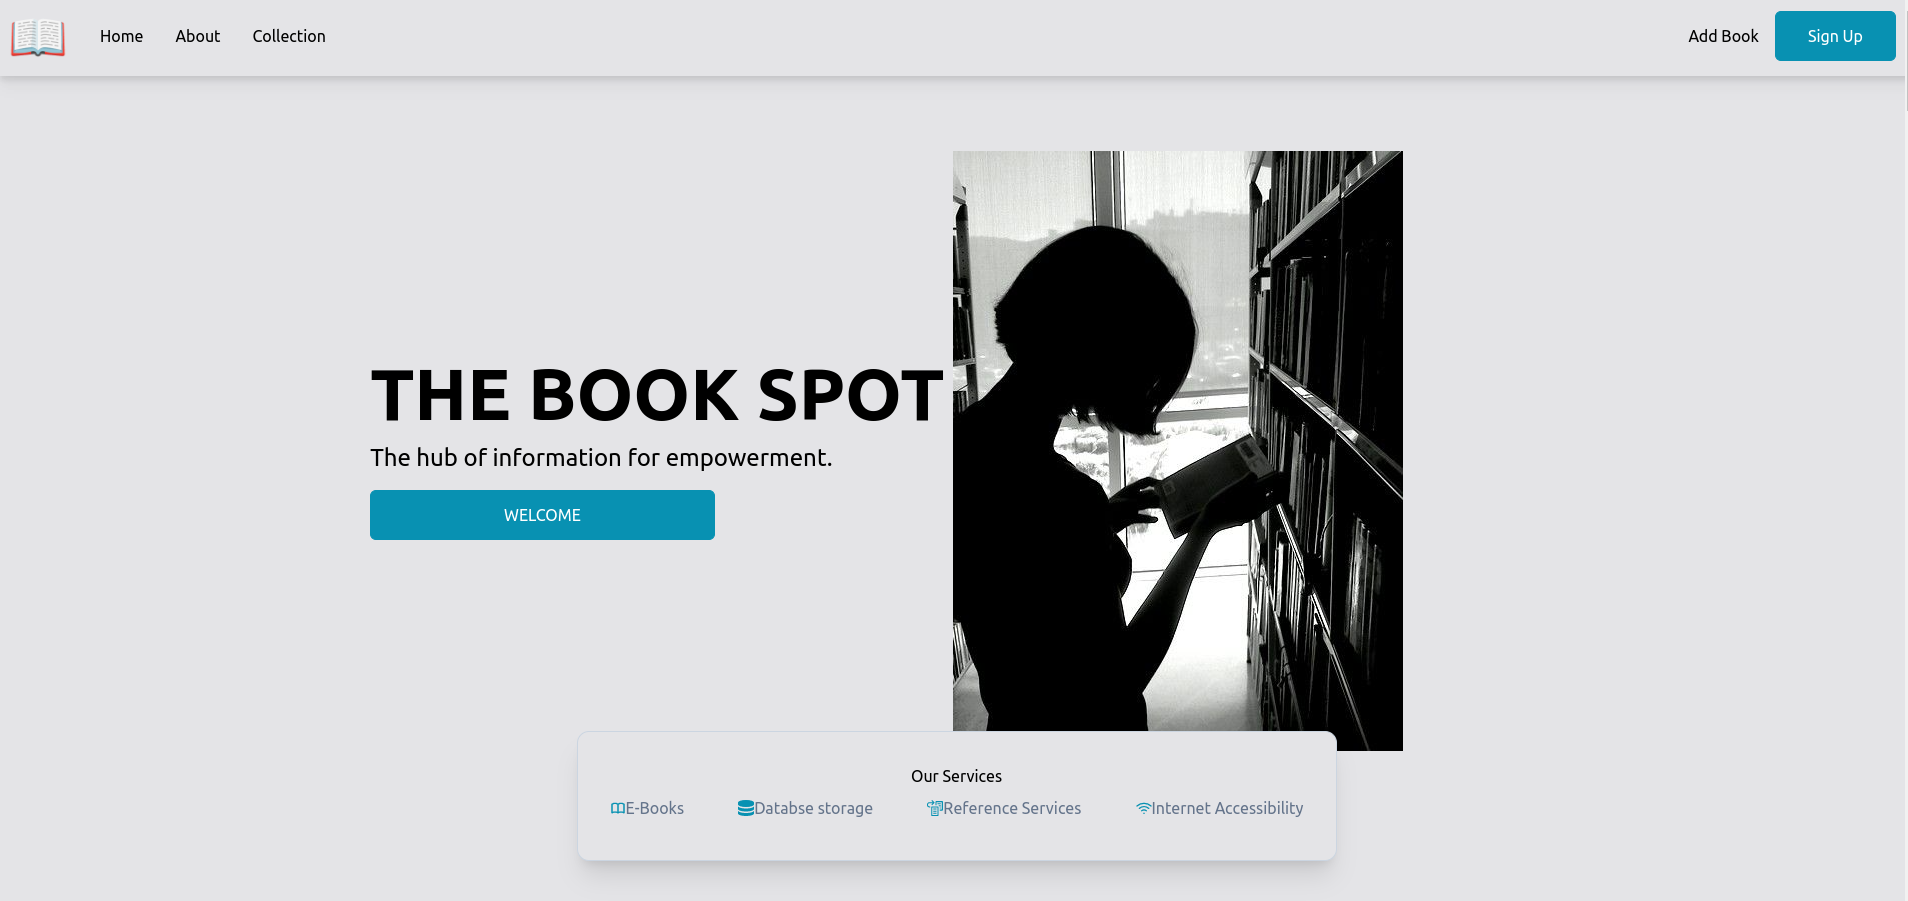 Home About Collection Add Book Sign Up
THE BOOK SPOT
The hub of information for empowerment.
WELCOME
Our Services
E-Books Databse storage Reference Services Internet Accessibility